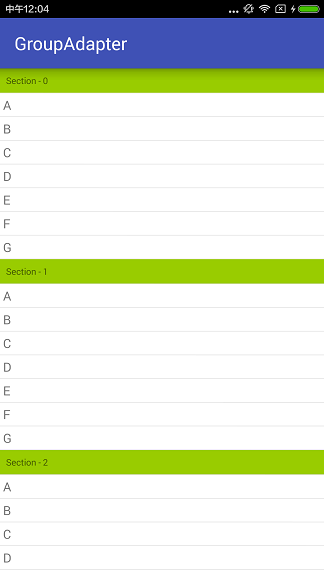 中午12:04
GroupAdapter
Section - 0
A
B
C
D
E
F
G
Section - 1
A
B
C
D
E
F
G
Section - 2
A
B
C
D